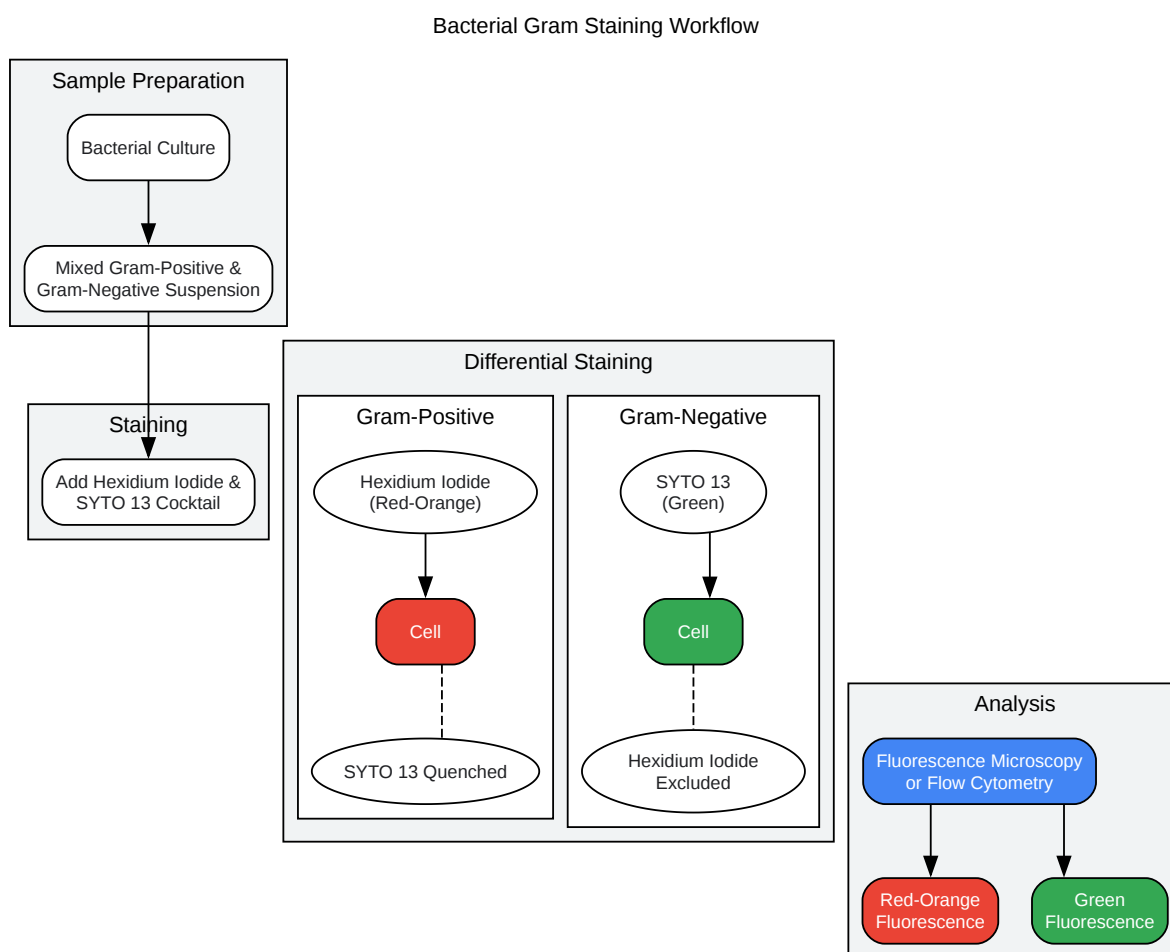 Bacterial Gram Staining Workflow
Sample Preparation
Bacterial Culture
Mixed Gram-Positive &
Gram-Negative Suspension
Staining
Add Hexidium Iodide &
SYTO 13 Cocktail
Differential Staining
Gram-Positive
Hexidium Iodide
(Red-Orange)
Cell
SYTO 13 Quenched
Gram-Negative
SYTO 13
(Green)
Cell
Hexidium Iodide
Excluded
Analysis
Fluorescence Microscopy
or Flow Cytometry
Red-Orange
Fluorescence
Green
Fluorescence